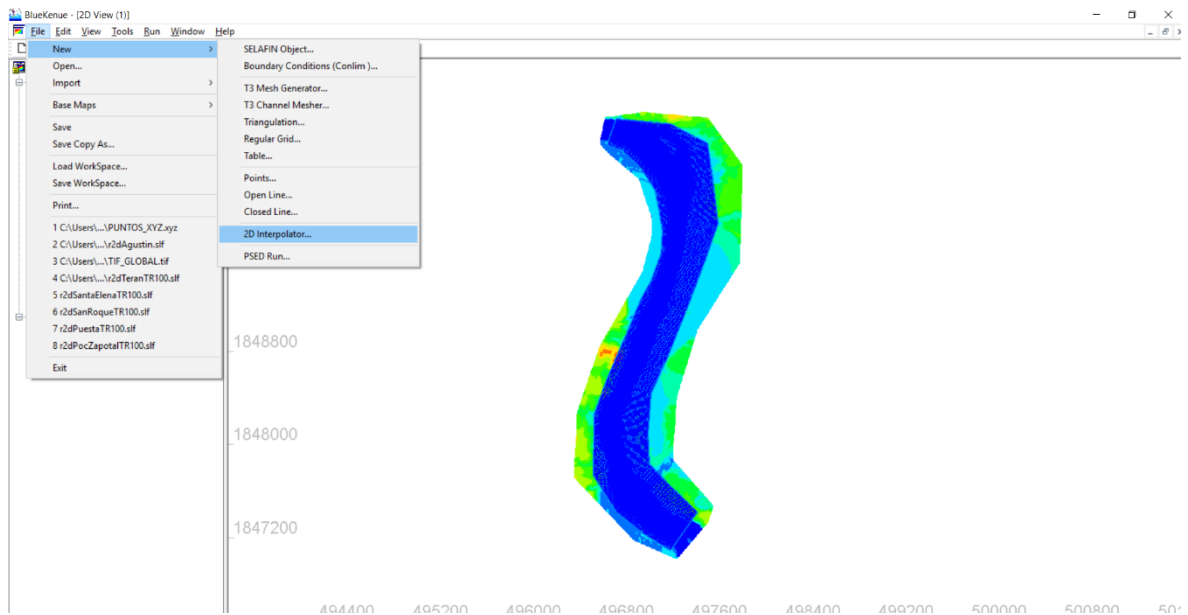 BlueKenue - [2D View (1)]
File Edit View Tools Run Window Help
New
Open...
Import
Base Maps
Save
Save Copy As...
Load WorkSpace...
Save WorkSpace...
Print...
1 C:\Users\...\PUNTOS_XYZ.xyz
2 C:\Users\...\r2dAgustin.slf
3 C:\Users\...\TIF_GLOBAL.tif
4 C:\Users\...\r2dTeranTR100.slf
5 r2dSantaElenaTR100.slf
6 r2dSanRoqueTR100.slf
7 r2dPuestaTR100.slf
8 r2dPocZapotalTR100.slf
Exit
SELAFIN Object...
Boundary Conditions (Conlim )...
T3 Mesh Generator...
T3 Channel Mesher...
Triangulation...
Regular Grid...
Table...
Points...
Open Line...
Closed Line...
2D Interpolator...
PSED Run...
1848800
1848000
1847200
494400 495200 496000 496800 497600 498400 499200 500000 500800